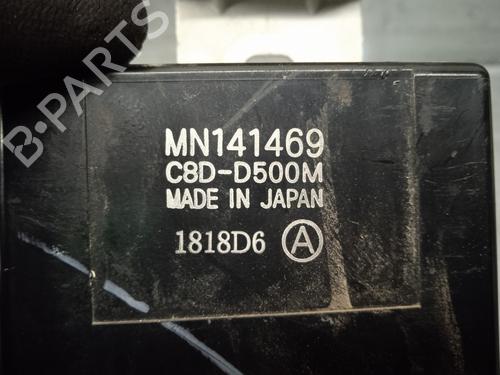 B-PARTS
MN141469
C8D-D500M
MADE IN JAPAN
1818D6 A